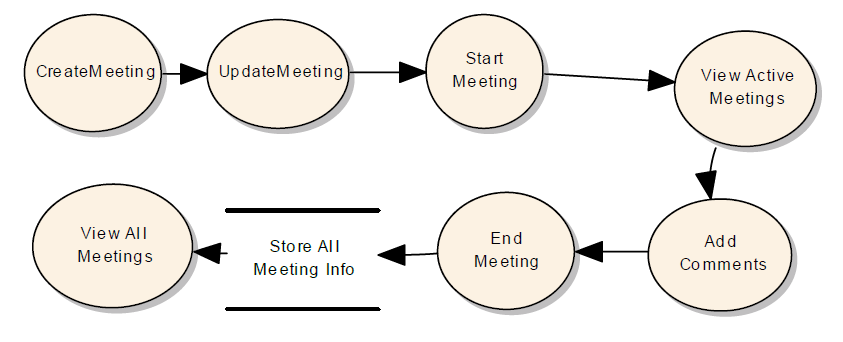 CreateMeeting
UpdateMeeting
Start
Meeting
View Active
Meetings
Add
Comments
End
Meeting
Store All
Meeting Info
View All
Meetings